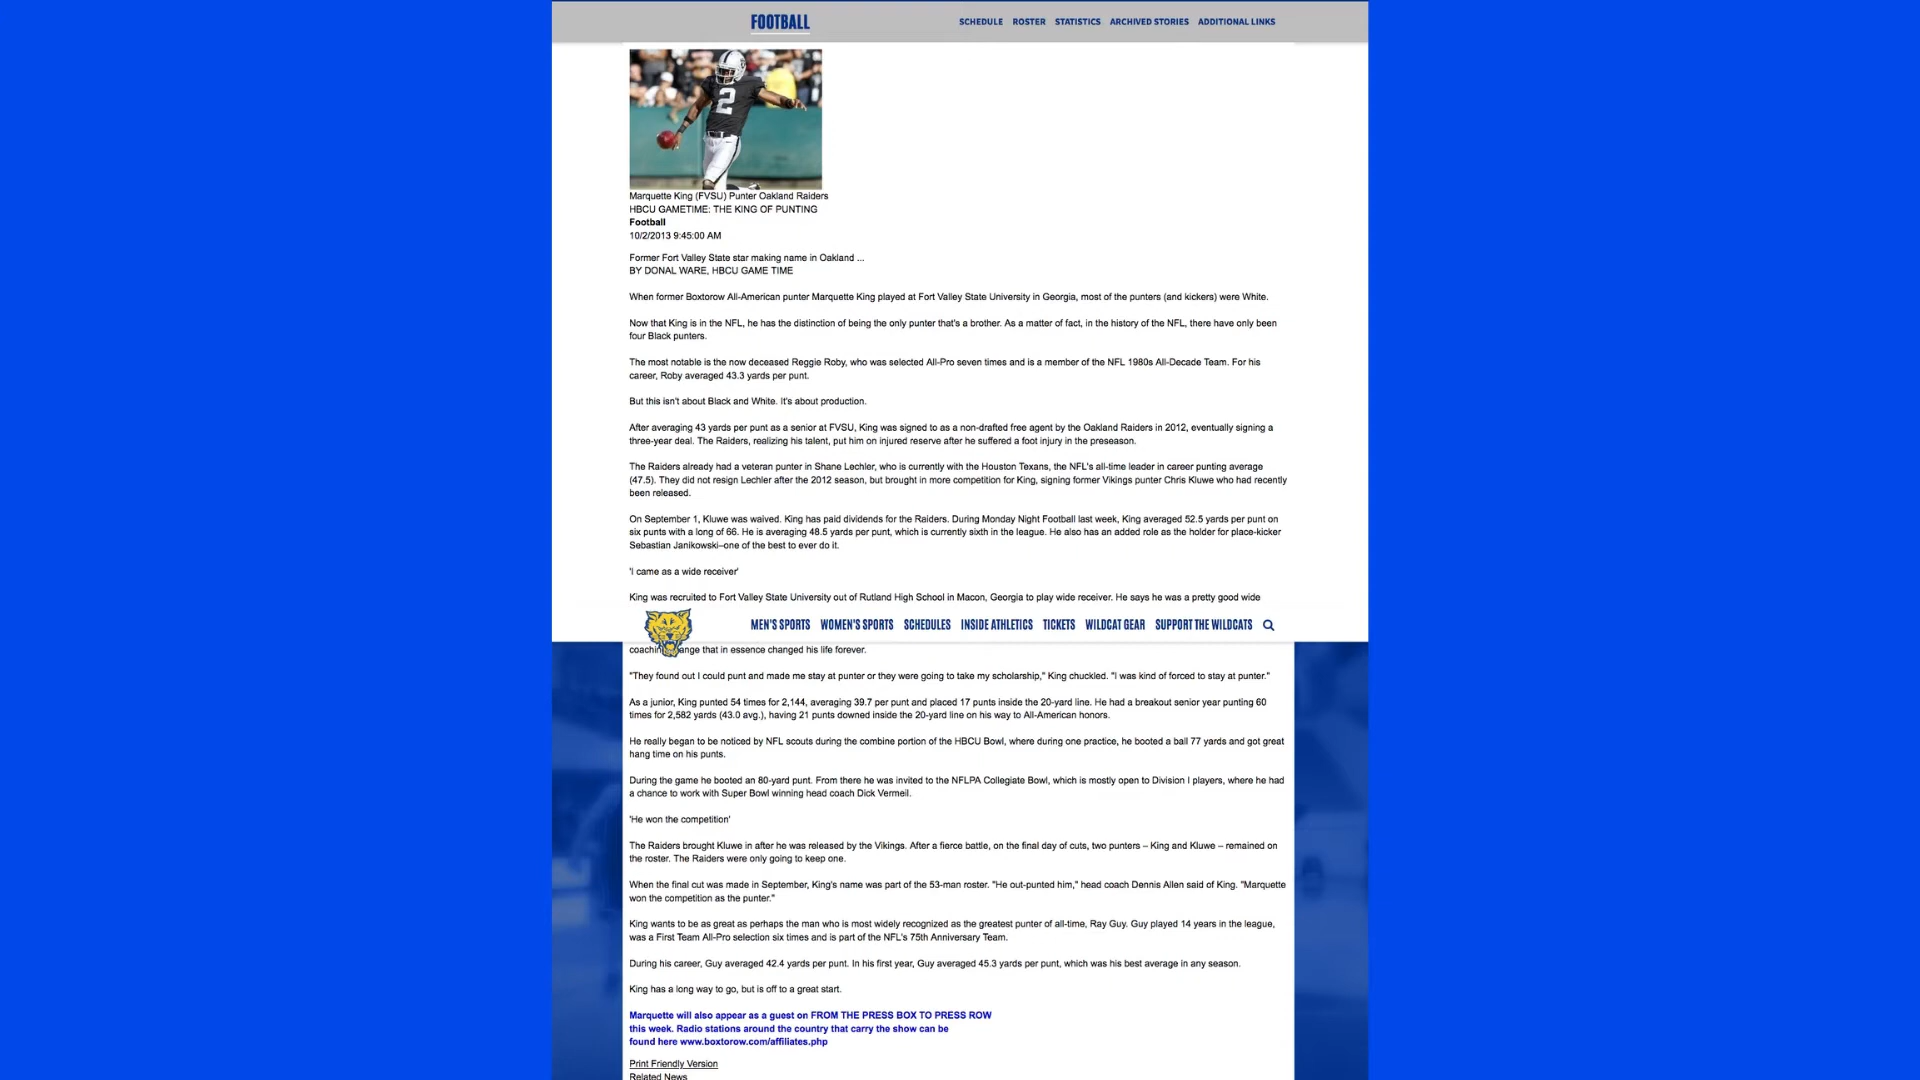 FOOTBALL
SCHEDULE ROSTER STATISTICS ARCHIVED STORIES ADDITIONAL LINKS
2
Marquette King (FVSU) Punter Oakland Raiders
HBCU GAMETIME: THE KING OF PUNTING
Football
10/2/2013 9:45:00 AM
Former Fort Valley State star making name in Oakland ...
BY DONAL WARE, HBCU GAME TIME
When former Boxtorow All-American punter Marquette King played at Fort Valley State University in Georgia, most of the punters (and kickers) were White.
Now that King is in the NFL, he has the distinction of being the only punter that's a brother. As a matter of fact, in the history of the NFL, there have only been
four Black punters.
The most notable is the now deceased Reggie Roby, who was selected All-Pro seven times and is a member of the NFL 1980s All-Decade Team. For his
career, Roby averaged 43.3 yards per punt.
But this isn't about Black and White. It's about production.
After averaging 43 yards per punt as a senior at FVSU, King was signed to as a non-drafted free agent by the Oakland Raiders in 2012, eventually signing a
three-year deal. The Raiders, realizing his talent, put him on injured reserve after he suffered a foot injury in the preseason.
The Raiders already had a veteran punter in Shane Lechler, who is currently with the Houston Texans, the NFL's all-time leader in career punting average
(47.5). They did not resign Lechler after the 2012 season, but brought in more competition for King, signing former Vikings punter Chris Kluwe who had recently
been released.
On September 1, Kluwe was waived. King has paid dividends for the Raiders. During Monday Night Football last week, King averaged 52.5 yards per punt on
six punts with a long of 66. He is averaging 48.5 yards per punt, which is currently sixth in the league. He also has an added role as the holder for place-kicker
Sebastian Janikowski–one of the best to ever do it.
'I came as a wide receiver'
King was recruited to Fort Valley State University out of Rutland High School in Macon, Georgia to play wide receiver. He says he was a pretty good wide
MEN'S SPORTS WOMEN'S SPORTS SCHEDULES INSIDE ATHLETICS TICKETS WILDCAT GEAR SUPPORT THE WILDCATS
coachin ange that in essence changed his life forever.
"They found out I could punt and made me stay at punter or they were going to take my scholarship," King chuckled. "I was kind of forced to stay at punter."
As a junior, King punted 54 times for 2,144, averaging 39.7 per punt and placed 17 punts inside the 20-yard line. He had a breakout senior year punting 60
times for 2,582 yards (43.0 avg.), having 21 punts downed inside the 20-yard line on his way to All-American honors.
He really began to be noticed by NFL scouts during the combine portion of the HBCU Bowl, where during one practice, he booted a ball 77 yards and got great
hang time on his punts.
During the game he booted an 80-yard punt. From there he was invited to the NFLPA Collegiate Bowl, which is mostly open to Division I players, where he had
a chance to work with Super Bowl winning head coach Dick Vermeil.
'He won the competition'
The Raiders brought Kluwe in after he was released by the Vikings. After a fierce battle, on the final day of cuts, two punters – King and Kluwe – remained on
the roster. The Raiders were only going to keep one.
When the final cut was made in September, King's name was part of the 53-man roster. "He out-punted him," head coach Dennis Allen said of King. "Marquette
won the competition as the punter."
King wants to be as great as perhaps the man who is most widely recognized as the greatest punter of all-time, Ray Guy. Guy played 14 years in the league,
was a First Team All-Pro selection six times and is part of the NFL's 75th Anniversary Team.
During his career, Guy averaged 42.4 yards per punt. In his first year, Guy averaged 45.3 yards per punt, which was his best average in any season.
King has a long way to go, but is off to a great start.
Marquette will also appear as a guest on FROM THE PRESS BOX TO PRESS ROW
this week. Radio stations around the country that carry the show can be
found here www.boxtorow.com/affiliates.php
Print Friendly Version
Related News